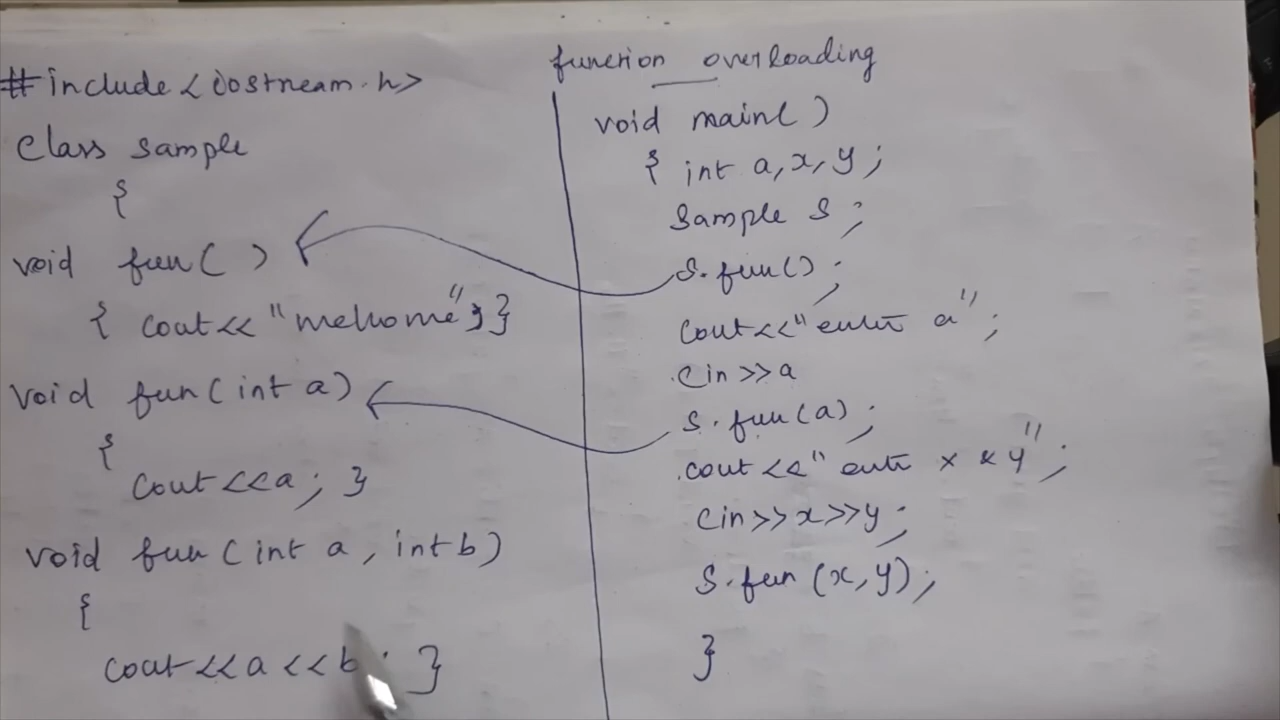 #include <iostream.h>
class sample
{
void fun( )
{ cout<< "welcome"; }
void fun(int a)
{
cout<<a; }
void fun(int a, int b)
{
cout<<a<<b; }
function overloading
void main( )
{ int a,x,y;
Sample s;
s.fun();
cout<<"enter a";
cin>>a
s.fun(a);
cout<<"enter x & y";
cin>>x>>y;
s.fun(x,y);
}